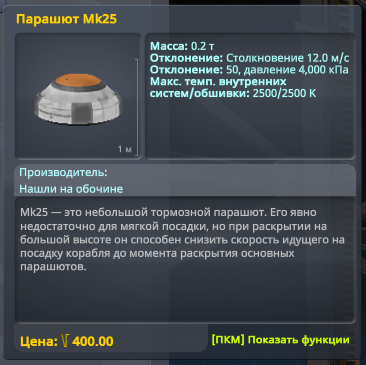 Парашют Mk25
Масса: 0.2 т
Отклонение: Столкновение 12.0 м/с
Отклонение: 50, давление 4,000 кПа
Макс. темп. внутренних
систем/обшивки: 2500/2500 К
1 м
Производитель:
Нашли на обочине
Mk25 — это небольшой тормозной парашют. Его явно
недостаточно для мягкой посадки, но при раскрытии на
большой высоте он способен снизить скорость идущего на
посадку корабля до момента раскрытия основных
парашютов.
Цена: 400.00
[ПКМ] Показать функции